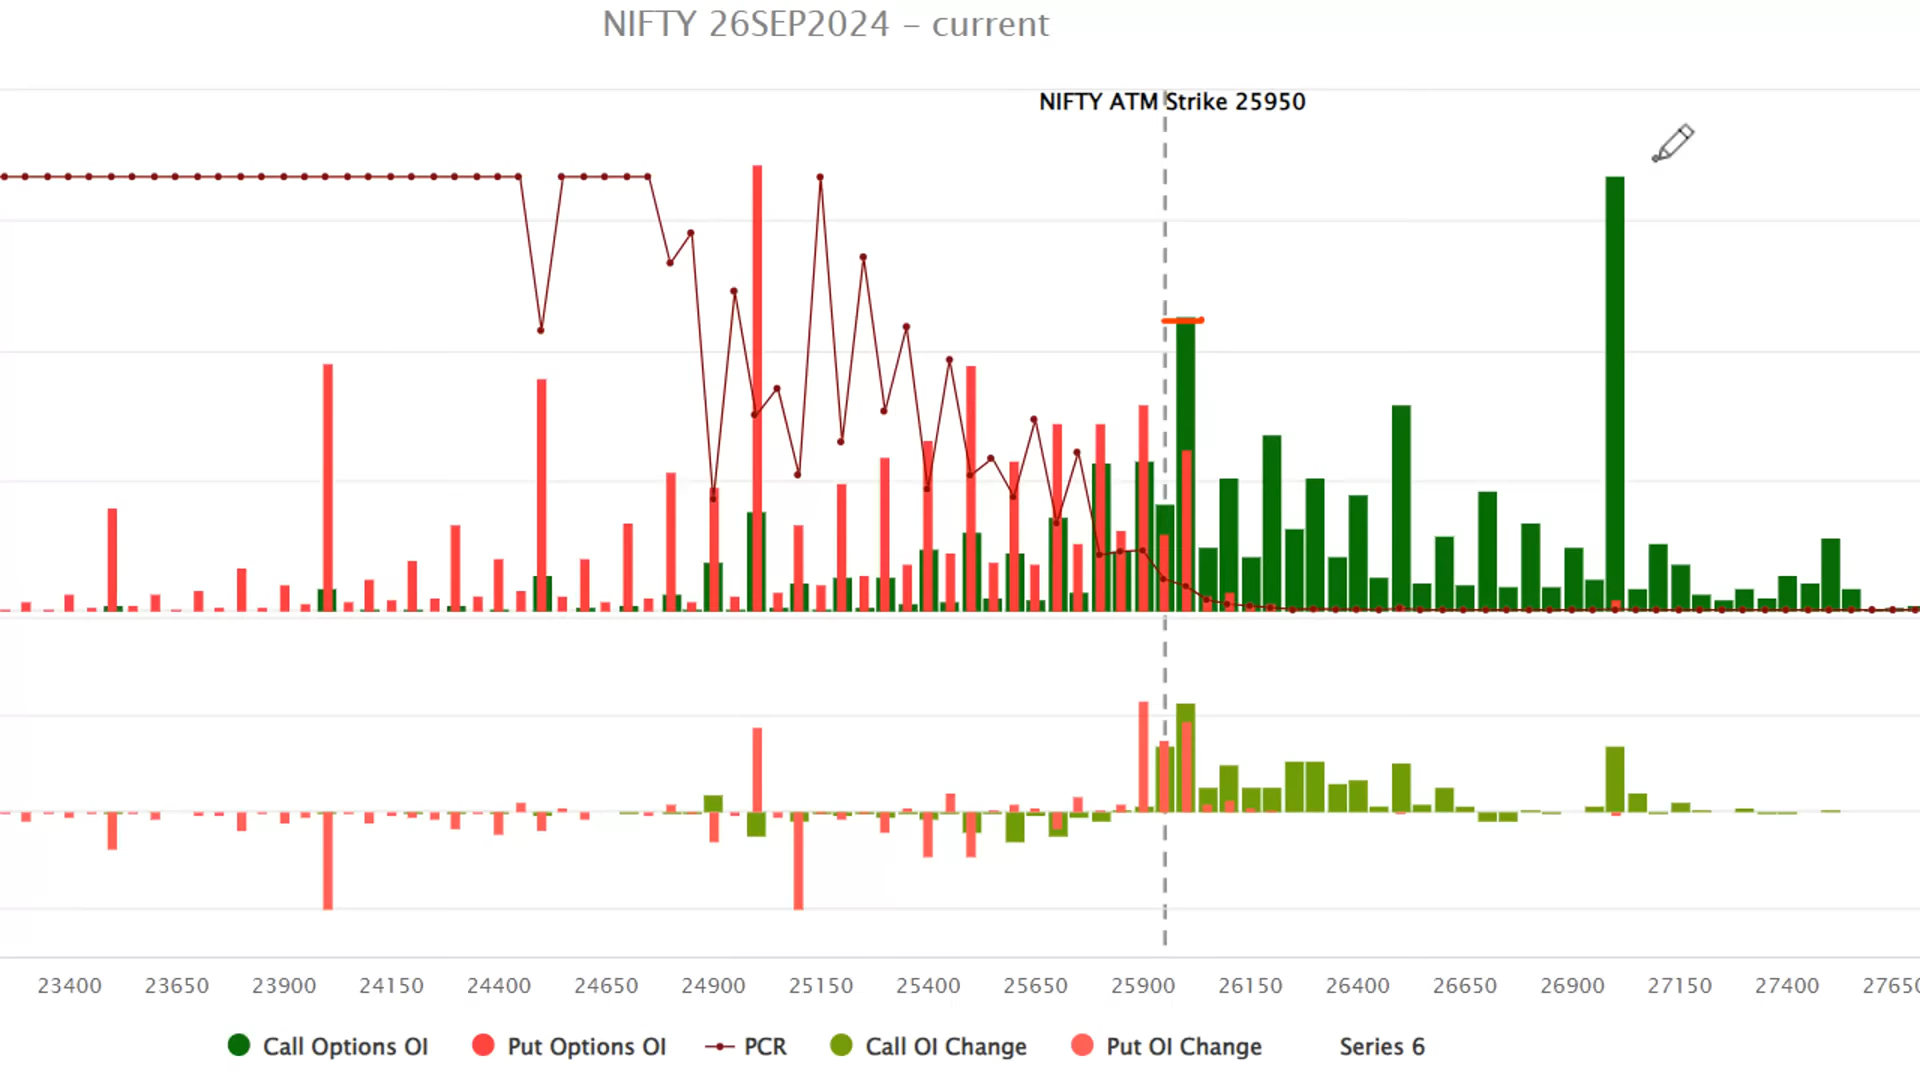 NIFTY 26SEP2024 – current
NIFTY ATM Strike 25950
23400 23650 23900 24150 24400 24650 24900 25150 25400 25650 25900 26150 26400 26650 26900 27150 27400 27650
Call Options OI Put Options OI PCR Call OI Change Put OI Change Series 6